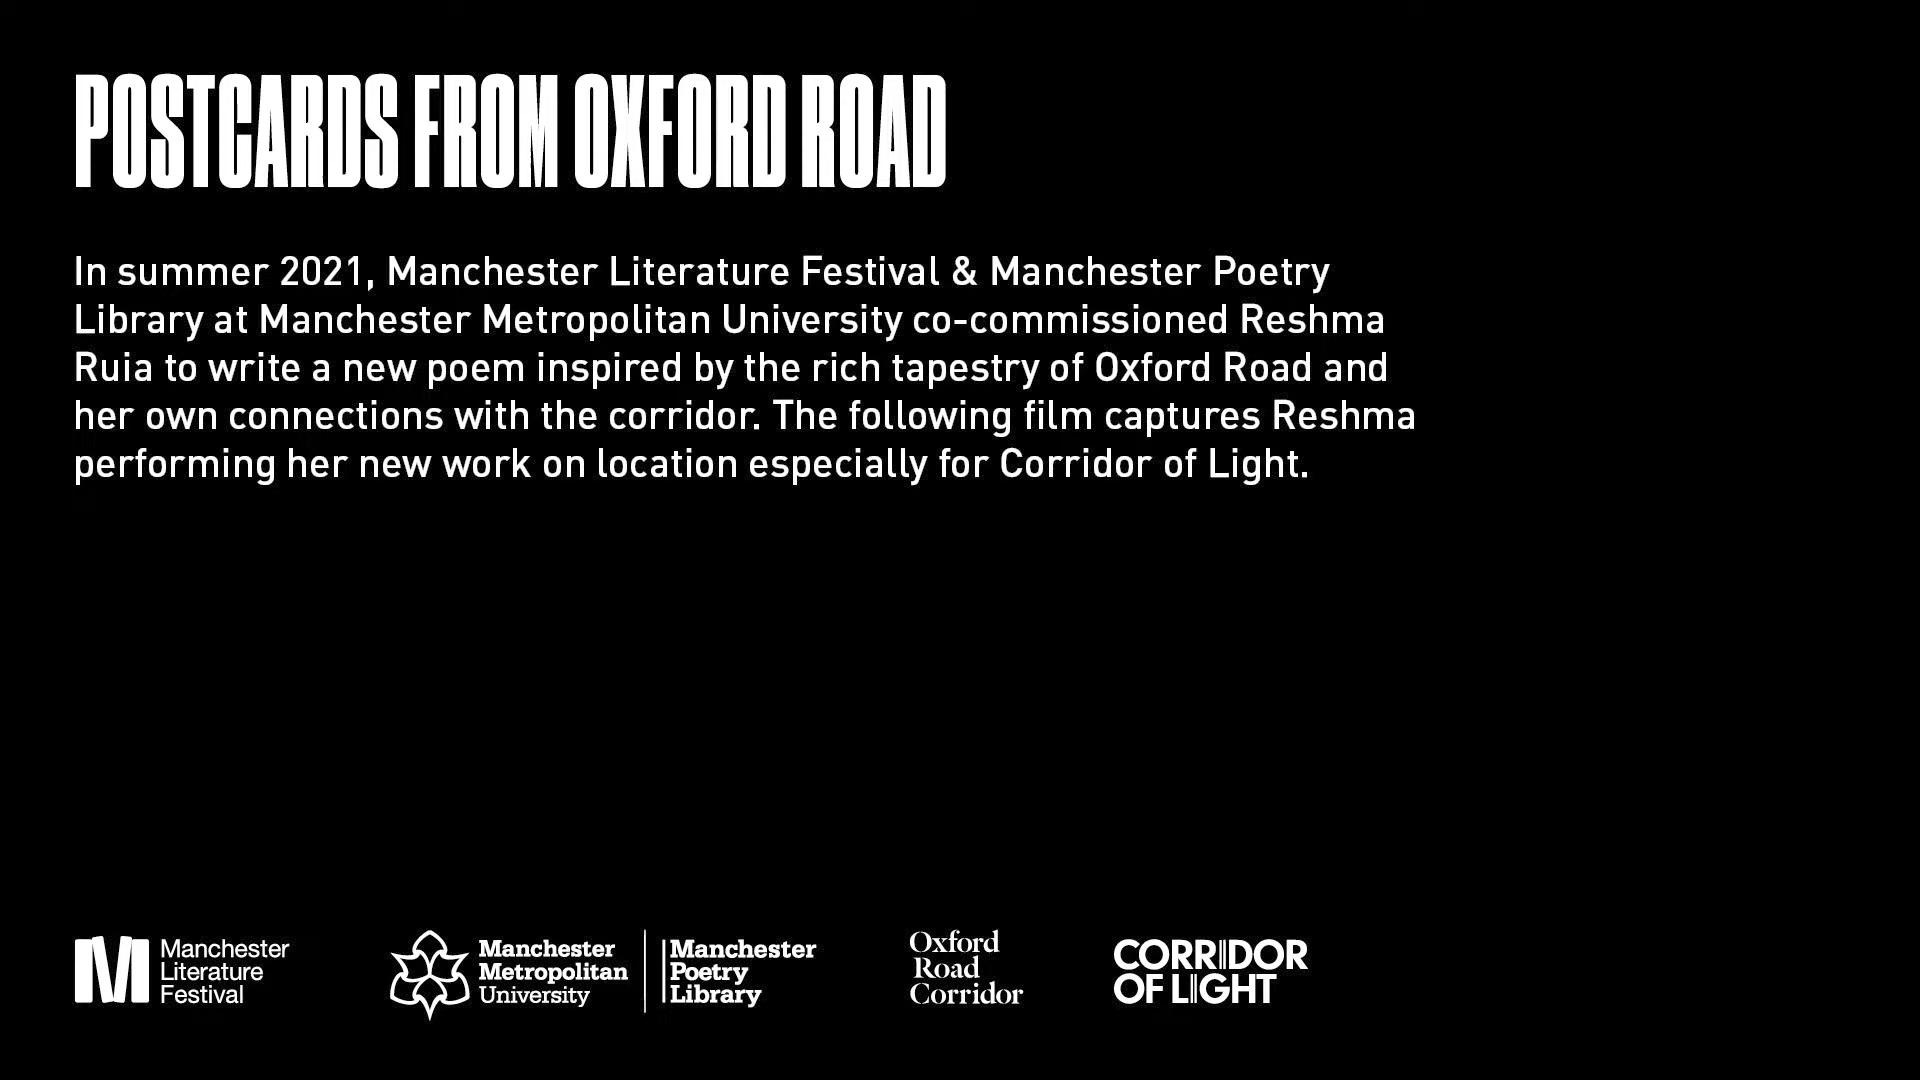 POSTCARDS FROM OXFORD ROAD
In summer 2021, Manchester Literature Festival & Manchester Poetry
Library at Manchester Metropolitan University co-commissioned Reshma
Ruia to write a new poem inspired by the rich tapestry of Oxford Road and
her own connections with the corridor. The following film captures Reshma
performing her new work on location especially for Corridor of Light.
Manchester
Literature
Festival
Manchester
Metropolitan
University
Manchester
Poetry
Library
Oxford
Road
Corridor
CORRIDOR
OF LIGHT